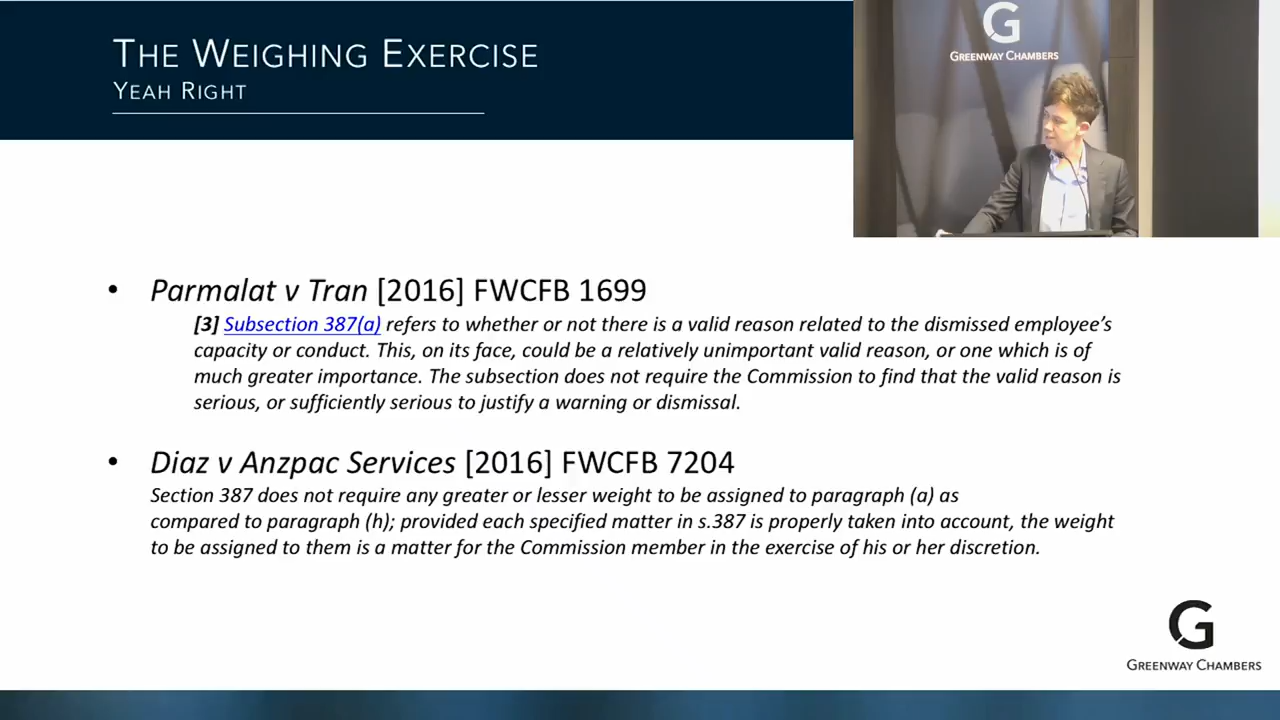 THE WEIGHING EXERCISE
YEAH RIGHT
G
GREENWAY CHAMBERS
• Parmalat v Tran [2016] FWCFB 1699
[3] Subsection 387(a) refers to whether or not there is a valid reason related to the dismissed employee’s
capacity or conduct. This, on its face, could be a relatively unimportant valid reason, or one which is of
much greater importance. The subsection does not require the Commission to find that the valid reason is
serious, or sufficiently serious to justify a warning or dismissal.
• Diaz v Anzpac Services [2016] FWCFB 7204
Section 387 does not require any greater or lesser weight to be assigned to paragraph (a) as
compared to paragraph (h); provided each specified matter in s.387 is properly taken into account, the weight
to be assigned to them is a matter for the Commission member in the exercise of his or her discretion.
G
GREENWAY CHAMBERS